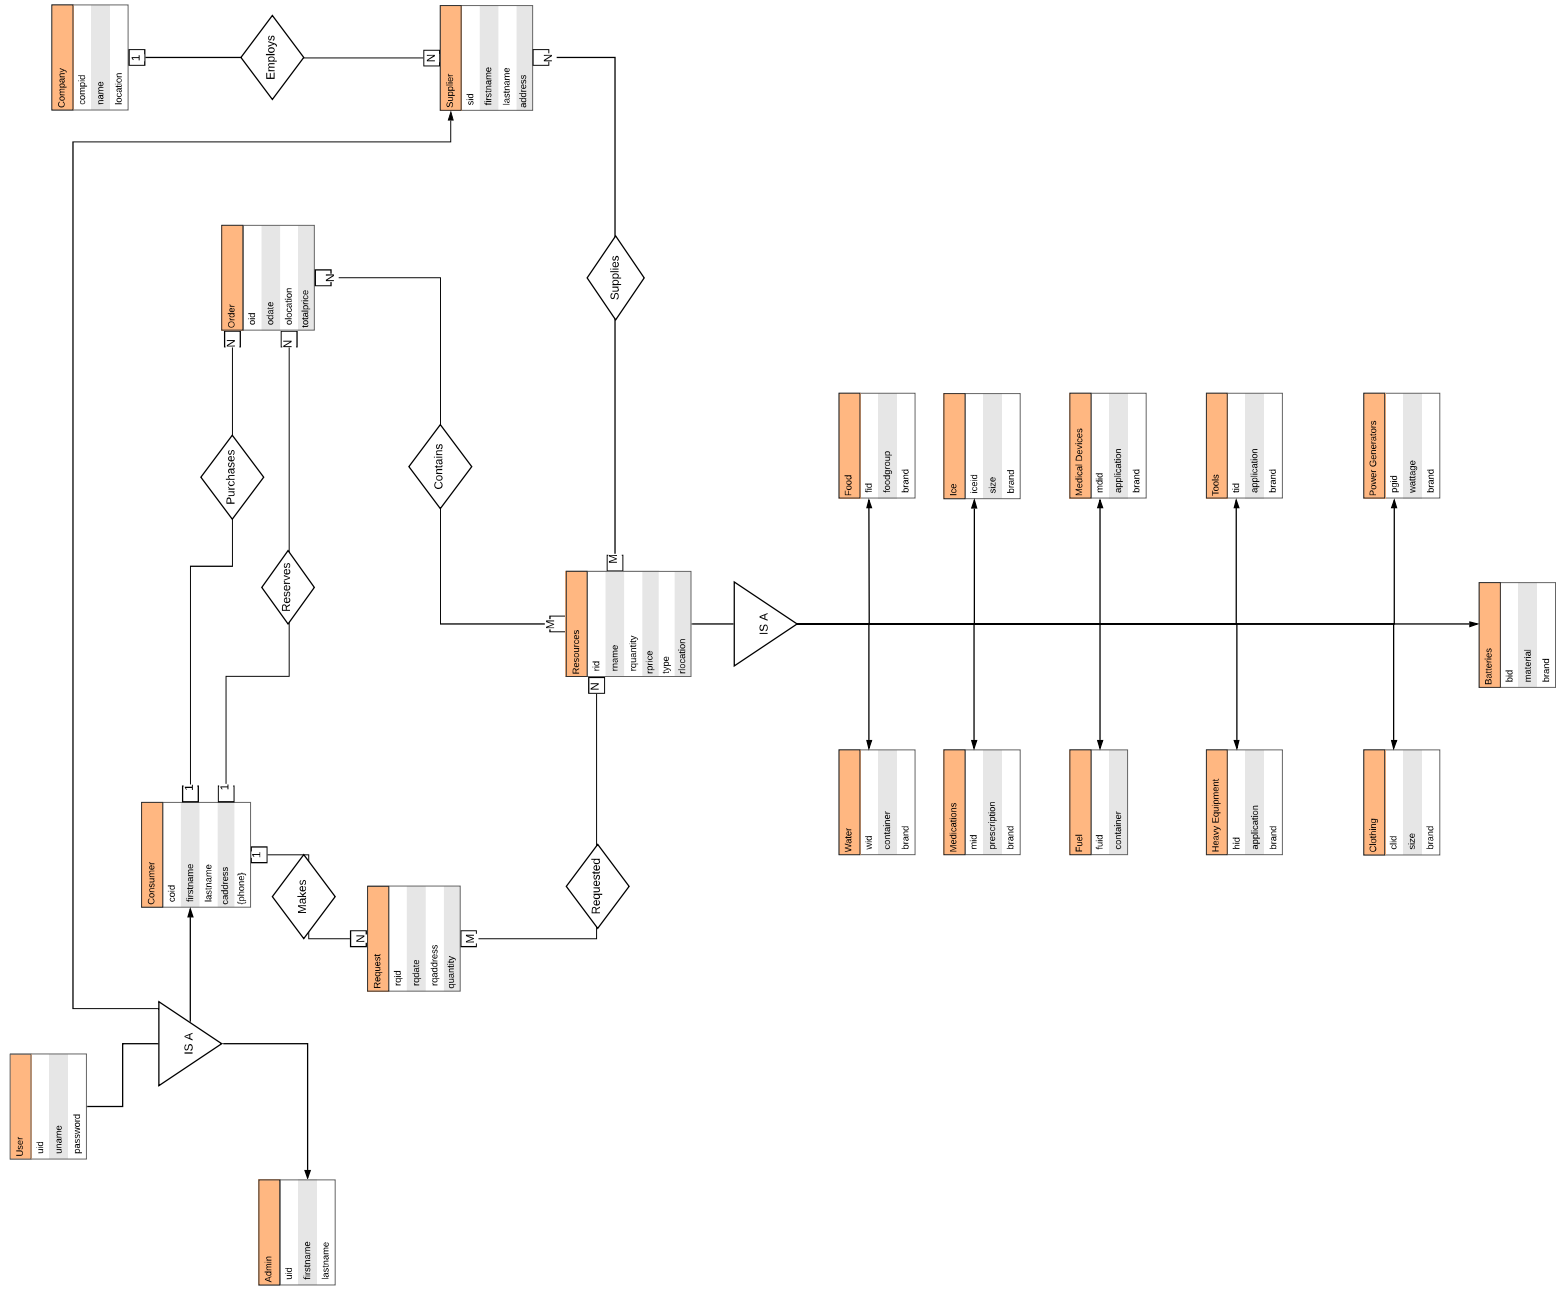 User
uid
uname
password
Company
compid
name
location
1
IS A
Consumer
coid
firstname
lastname
caddress
{phone}
1
1
1
Purchases
Reserves
N
N
Order
oid
odate
olocation
totalprice
N
Employs
Admin
uid
firstname
lastname
Makes
N
Request
rqid
rqdate
rqaddress
quantity
M
Contains
N
Supplier
sid
firstname
lastname
address
N
M
Requested
N
Resources
rid
rname
rquantity
rprice
type
rlocation
M
Supplies
IS A
Water
wid
container
brand
Food
fid
foodgroup
brand
Medications
mid
prescription
brand
Ice
iceid
size
brand
Fuel
fuid
container
Medical Devices
mdid
application
brand
Heavy Equipment
hid
application
brand
Tools
tid
application
brand
Clothing
clid
size
brand
Power Generators
pgid
wattage
brand
Batteries
bid
material
brand